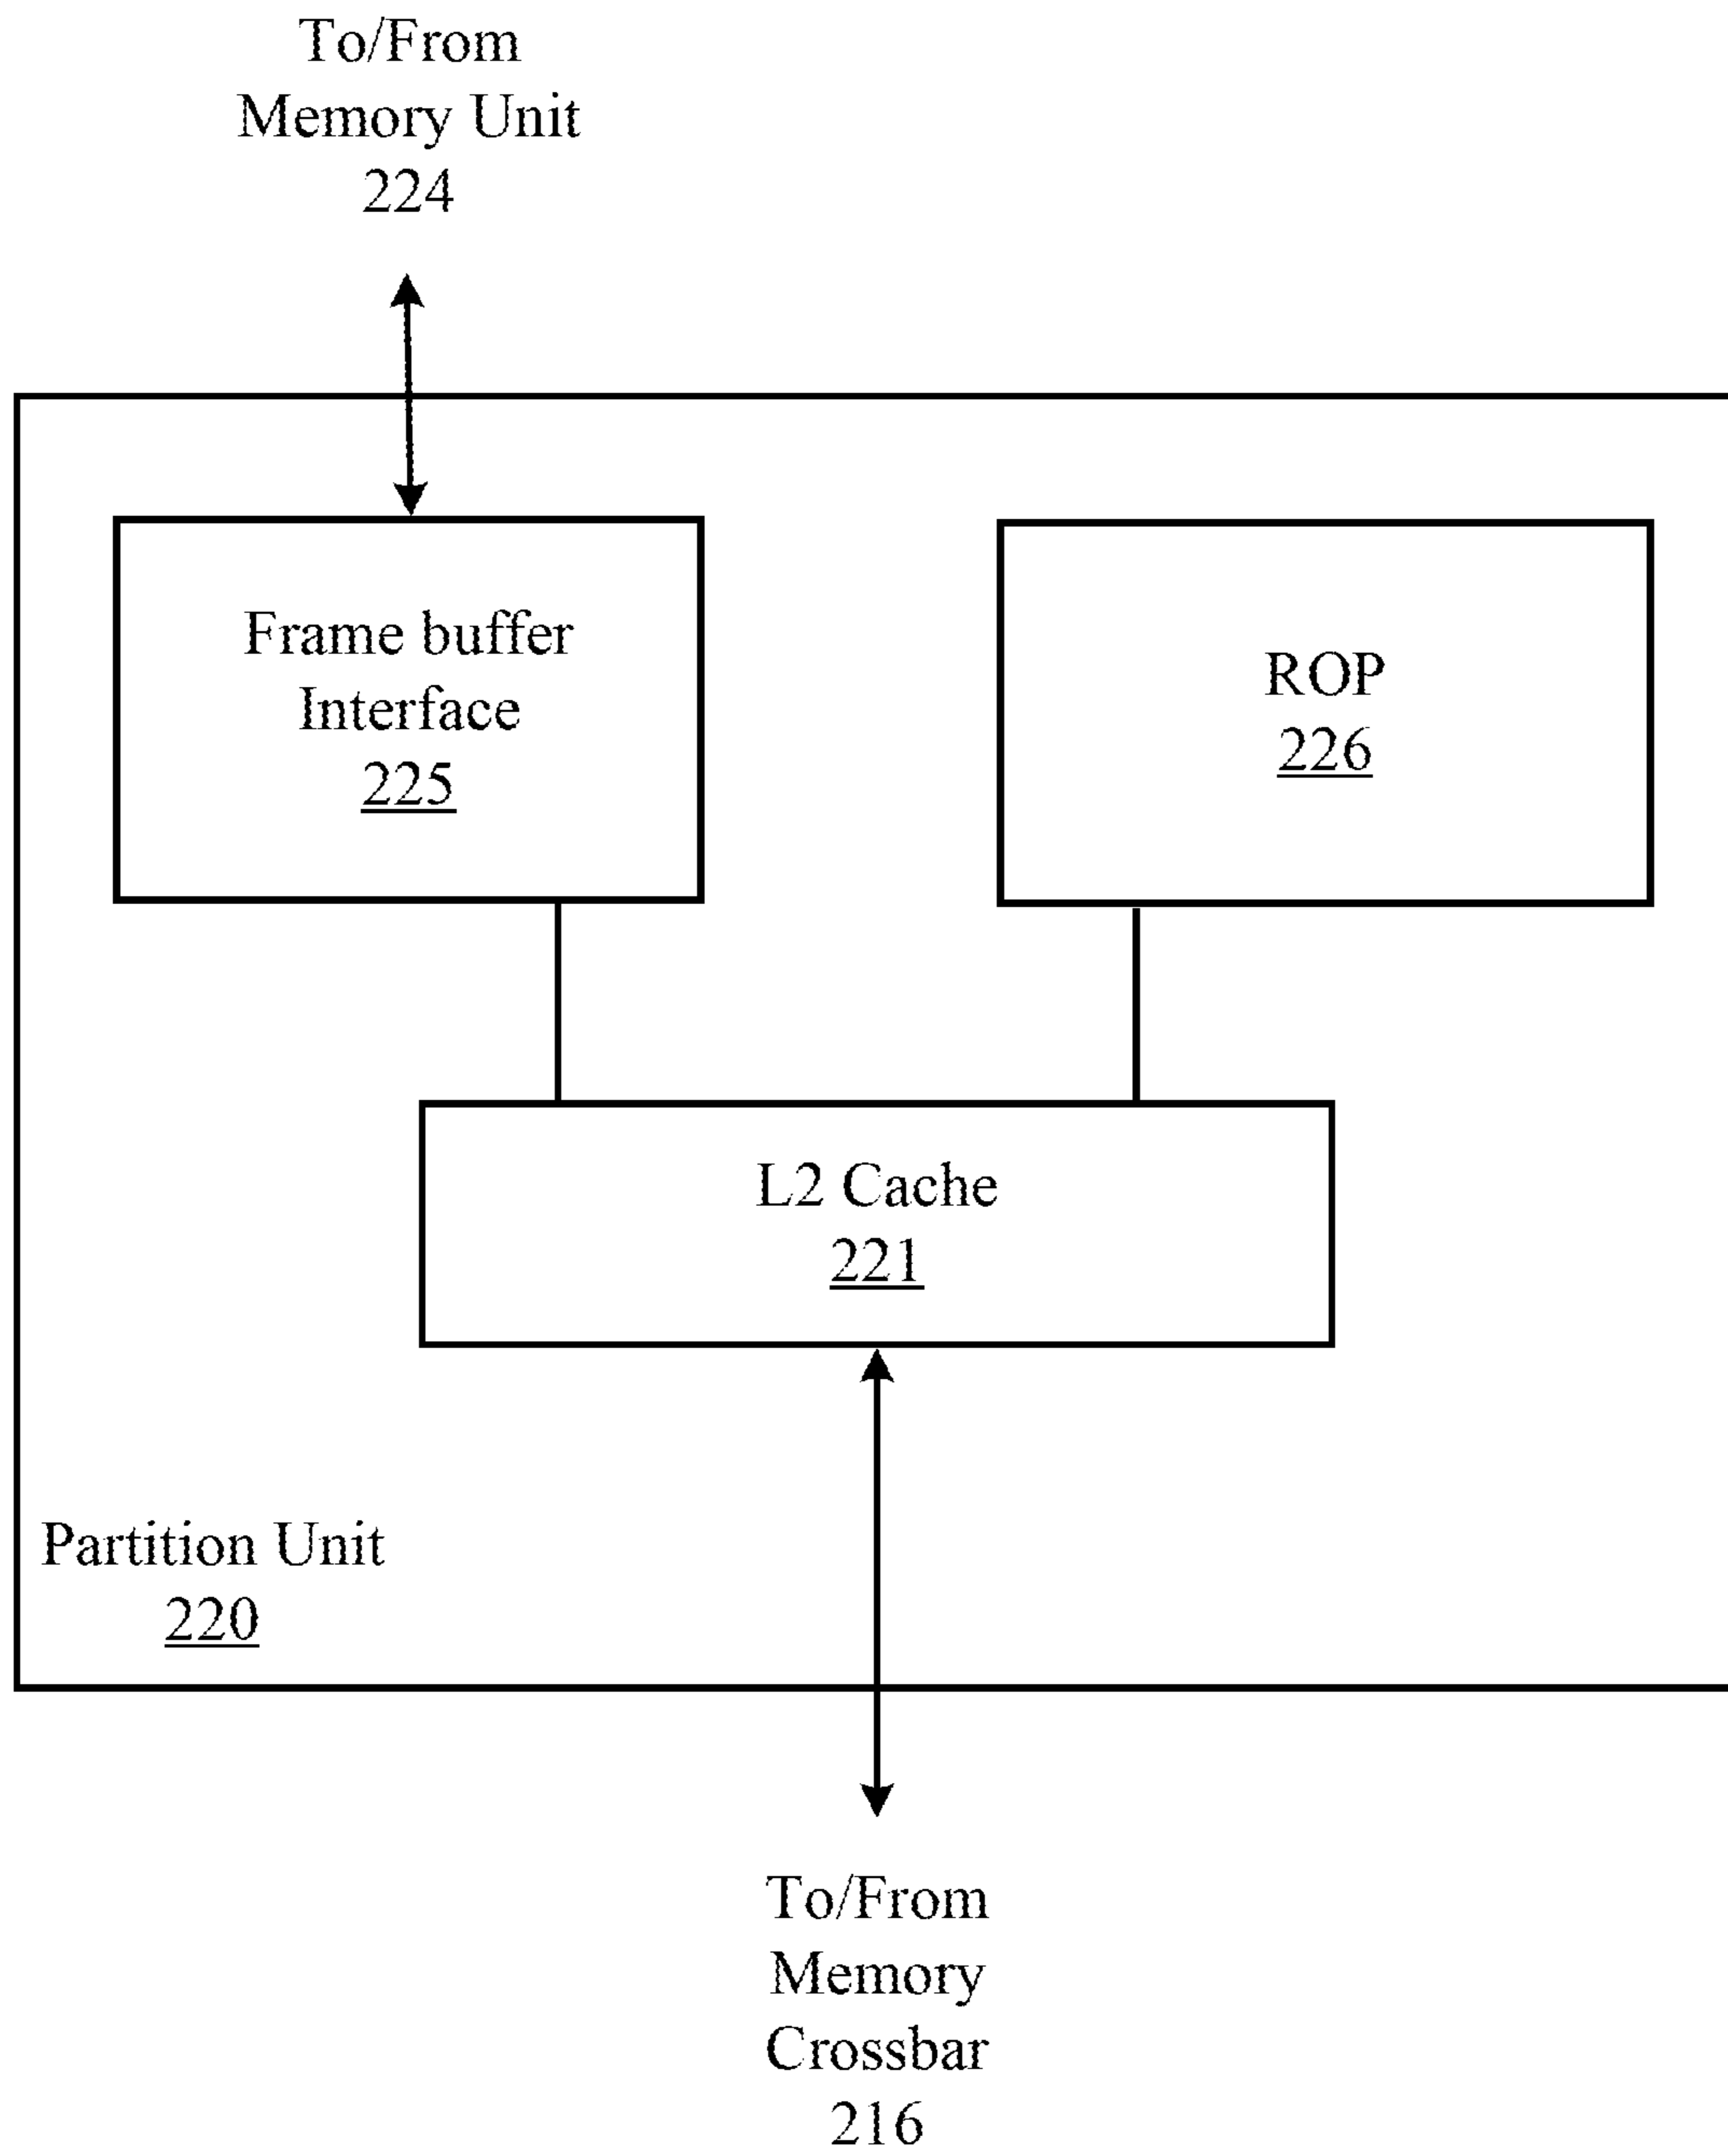 To/From
Memory Unit
224
Frame buffer
Interface
225
ROP
226
L2 Cache
221
Partition Unit
220
To/From
Memory
Crossbar
216